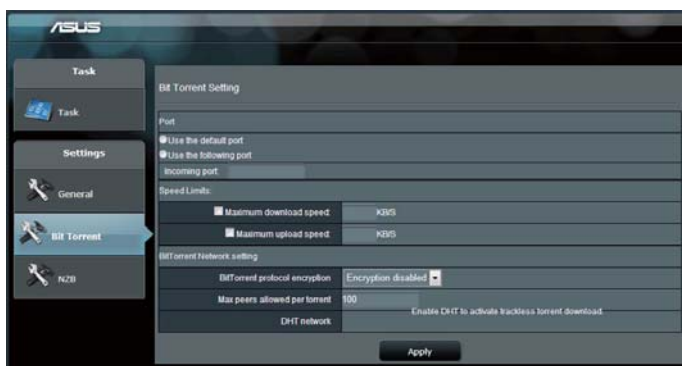 ASUS
Task
Task
Settings
General
Bit Torrent
NZB
Bit Torrent Setting
Port
Use the default port
Use the following port
Incoming port:
Speed Limits:
Maximum download speed: KB/S
Maximum upload speed: KB/S
BitTorrent Network setting
BitTorrent protocol encryption Encryption disabled
Max peers allowed per torrent 100
DHT network Enable DHT to activate trackless torrent download.
Apply